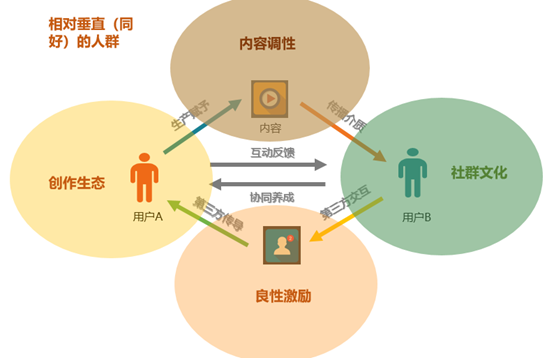 相对垂直（同
好）的人群
内容调性
内容
生产赋予
传播介质
互动反馈
协同养成
创作生态
用户A
社群文化
用户B
第三方传导
第三方交互
良性激励